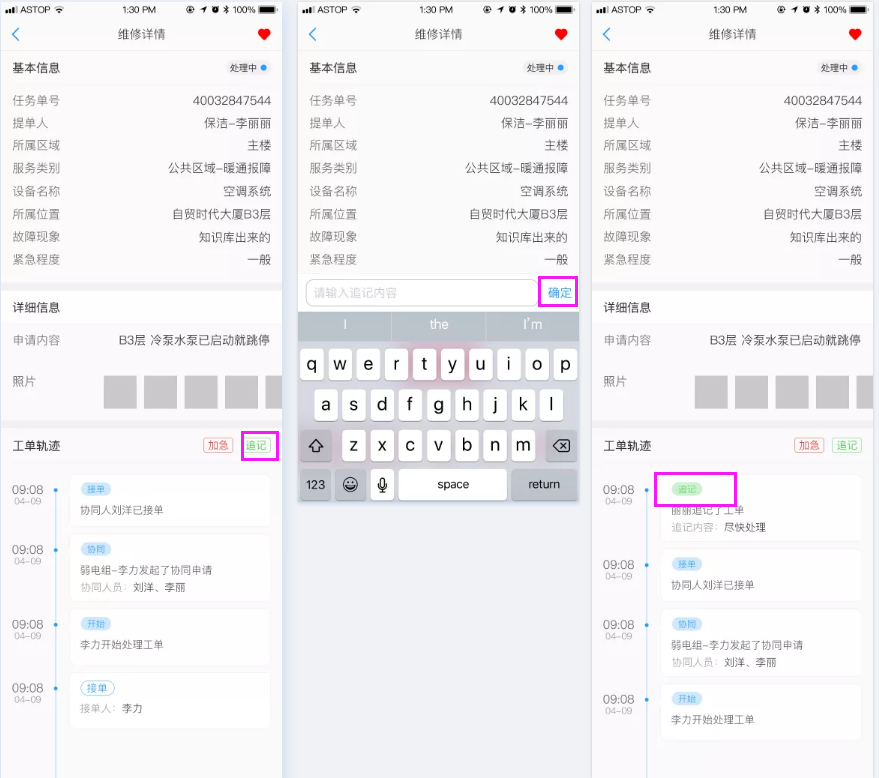 ASTOP 1:30 PM 100%
维修详情
基本信息 处理中
任务单号 40032847544
提单人 保洁-李丽丽
所属区域 主楼
服务类别 公共区域-暖通报障
设备名称 空调系统
所属位置 自贸时代大厦B3层
故障现象 知识库出来的
紧急程度 一般
详细信息
申请内容 B3层 冷泵水泵已启动就跳停
照片
工单轨迹 加急 追记
09:08 接单
04-09 协同人刘洋已接单
09:08 协同
04-09 弱电组-李力发起了协同申请
协同人员: 刘洋、李丽
09:08 开始
04-09 李力开始处理工单
09:08 接单
04-09 接单人: 李力
ASTOP 1:30 PM 100%
维修详情
基本信息 处理中
任务单号 40032847544
提单人 保洁-李丽丽
所属区域 主楼
服务类别 公共区域-暖通报障
设备名称 空调系统
所属位置 自贸时代大厦B3层
故障现象 知识库出来的
紧急程度 一般
请输入追记内容 确定
I the I'm
q w e r t y u i o p
a s d f g h j k l
z x c v b n m
123 space return
ASTOP 1:30 PM 100%
维修详情
基本信息 处理中
任务单号 40032847544
提单人 保洁-李丽丽
所属区域 主楼
服务类别 公共区域-暖通报障
设备名称 空调系统
所属位置 自贸时代大厦B3层
故障现象 知识库出来的
紧急程度 一般
详细信息
申请内容 B3层 冷泵水泵已启动就跳停
照片
工单轨迹 加急 追记
09:08 追记
04-09 丽丽追记了工单
追记内容: 尽快处理
09:08 接单
04-09 协同人刘洋已接单
09:08 协同
04-09 弱电组-李力发起了协同申请
协同人员: 刘洋、李丽
09:08 开始
04-09 李力开始处理工单